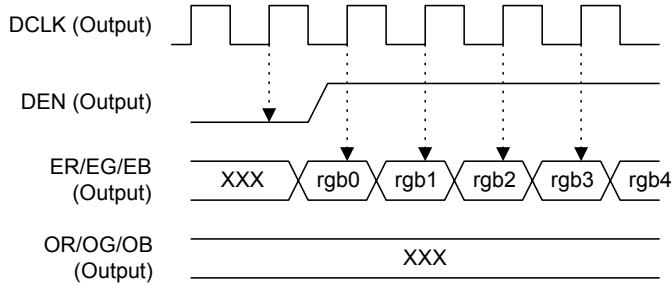 DCLK (Output)
DEN (Output)
ER/EG/EB
(Output)
XXX rgb0 rgb1 rgb2 rgb3 rgb4
OR/OG/OB
(Output)
XXX